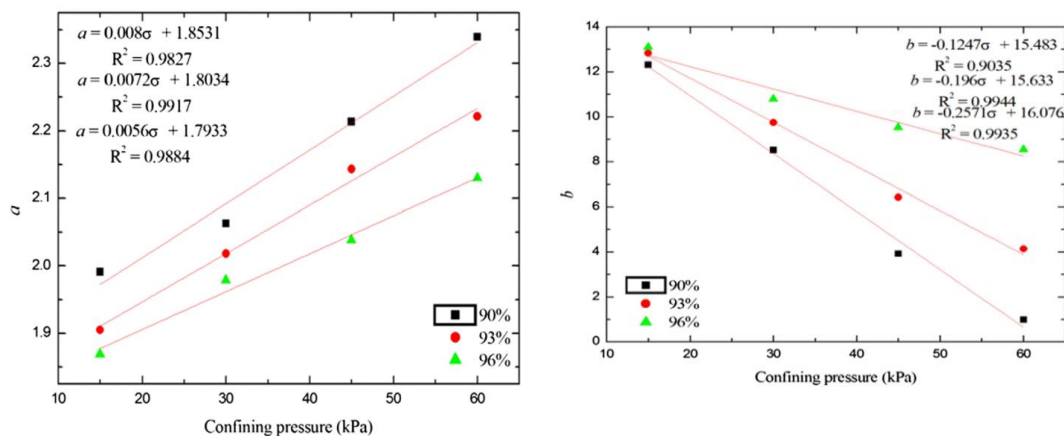 a = 0.008σ + 1.8531
R² = 0.9827
a = 0.0072σ + 1.8034
R² = 0.9917
a = 0.0056σ + 1.7933
R² = 0.9884
2.3
2.2
2.1
2.0
1.9
a
90%
93%
96%
10 20 30 40 50 60
Confining pressure (kPa)
b = -0.1247σ + 15.483
R² = 0.9035
b = -0.196σ + 15.633
R² = 0.9944
b = -0.2571σ + 16.076
R² = 0.9935
14
12
10
8
6
4
2
0
b
90%
93%
96%
10 20 30 40 50 60
Confining pressure (kPa)